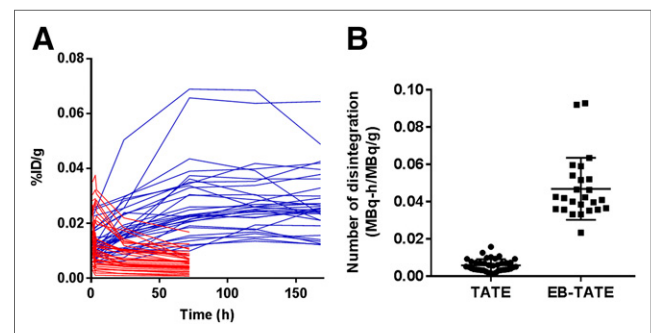 A
B
%ID/g
0.08
0.06
0.04
0.02
0.00
0
50
100
150
Time (h)
Number of disintegration
(MBq-h/MBq/g)
0.10
0.08
0.06
0.04
0.02
0.00
TATE
EB-TATE